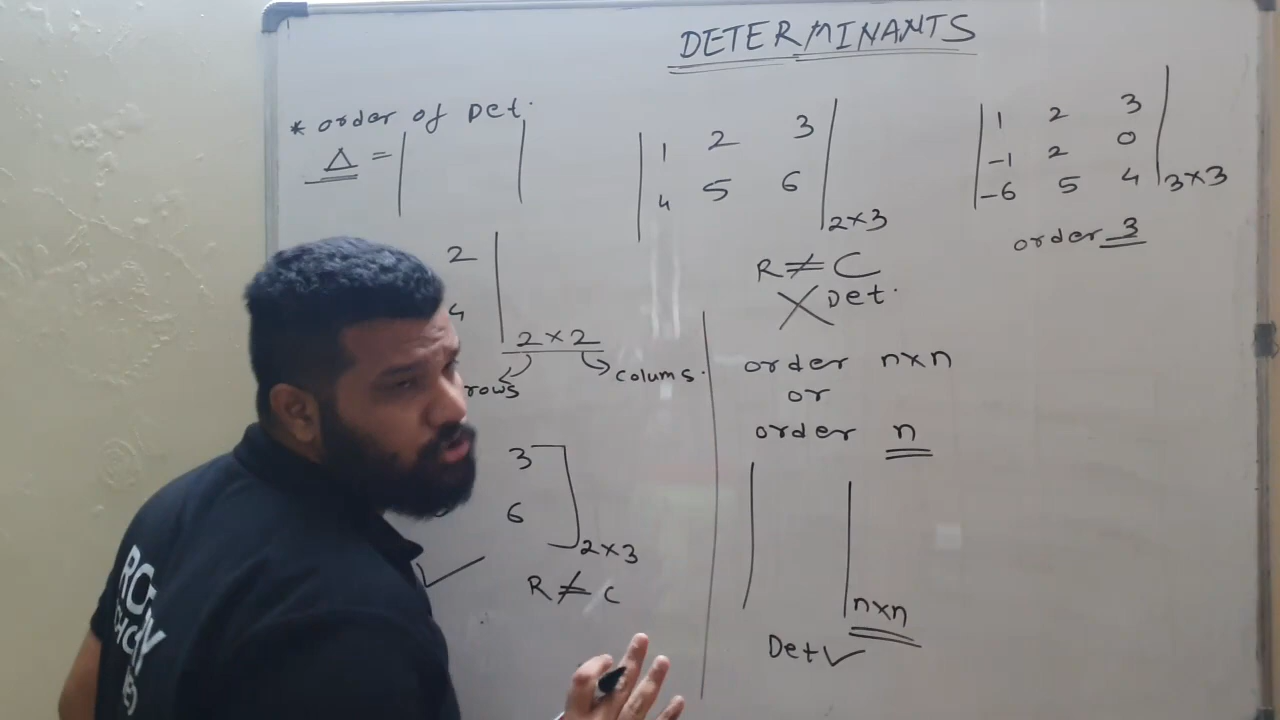 DETERMINANTS
* order of Det.
Δ =
2
4
2×2
rows
colums.
3
6
2×3
R ≠ C
1 2 3
4 5 6
2×3
R ≠ C
X Det.
order n×n
or
order n
n×n
Det ✓
1 2 3
-1 2 0
-6 5 4
3×3
order 3